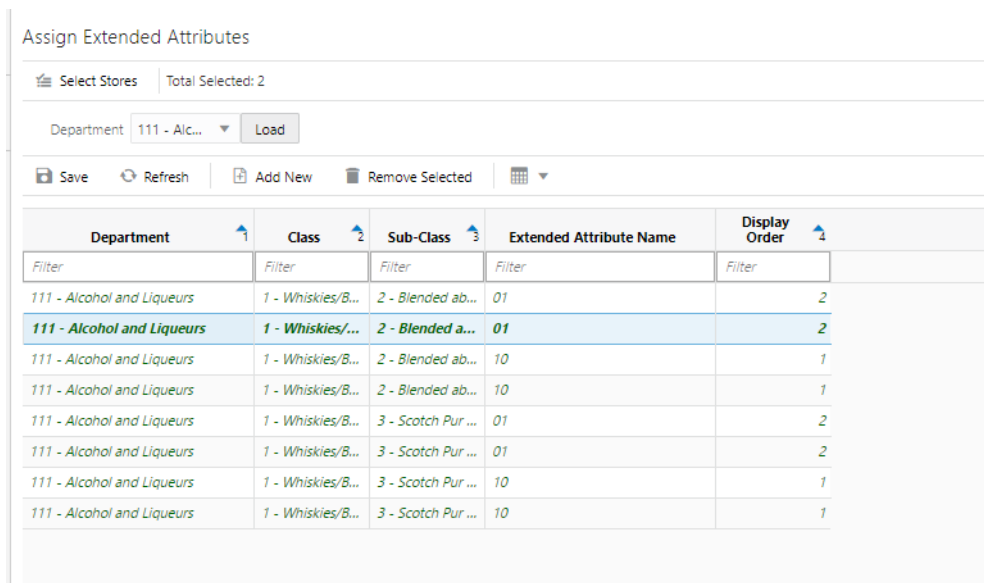 Assign Extended Attributes
Select Stores Total Selected: 2
Department 111 - Alc... Load
Save Refresh Add New Remove Selected
Department 1 Class 2 Sub-Class 3 Extended Attribute Name Display Order 4
Filter Filter Filter Filter Filter
111 - Alcohol and Liqueurs 1 - Whiskies/B... 2 - Blended ab... 01 2
111 - Alcohol and Liqueurs 1 - Whiskies/... 2 - Blended a... 01 2
111 - Alcohol and Liqueurs 1 - Whiskies/B... 2 - Blended ab... 10 1
111 - Alcohol and Liqueurs 1 - Whiskies/B... 2 - Blended ab... 10 1
111 - Alcohol and Liqueurs 1 - Whiskies/B... 3 - Scotch Pur ... 01 2
111 - Alcohol and Liqueurs 1 - Whiskies/B... 3 - Scotch Pur ... 01 2
111 - Alcohol and Liqueurs 1 - Whiskies/B... 3 - Scotch Pur ... 10 1
111 - Alcohol and Liqueurs 1 - Whiskies/B... 3 - Scotch Pur ... 10 1